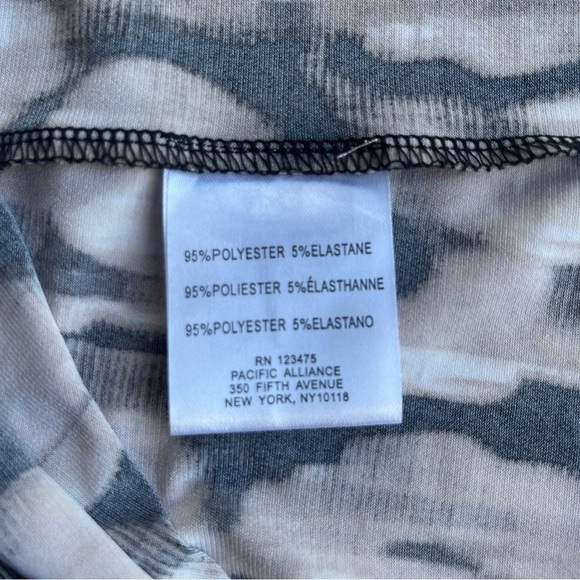 95%POLYESTER 5%ELASTANE
95%POLIESTER 5%ÉLASTHANNE
95%POLYESTER 5%ELASTANO
RN 123475
PACIFIC ALLIANCE
350 FIFTH AVENUE
NEW YORK, NY10118